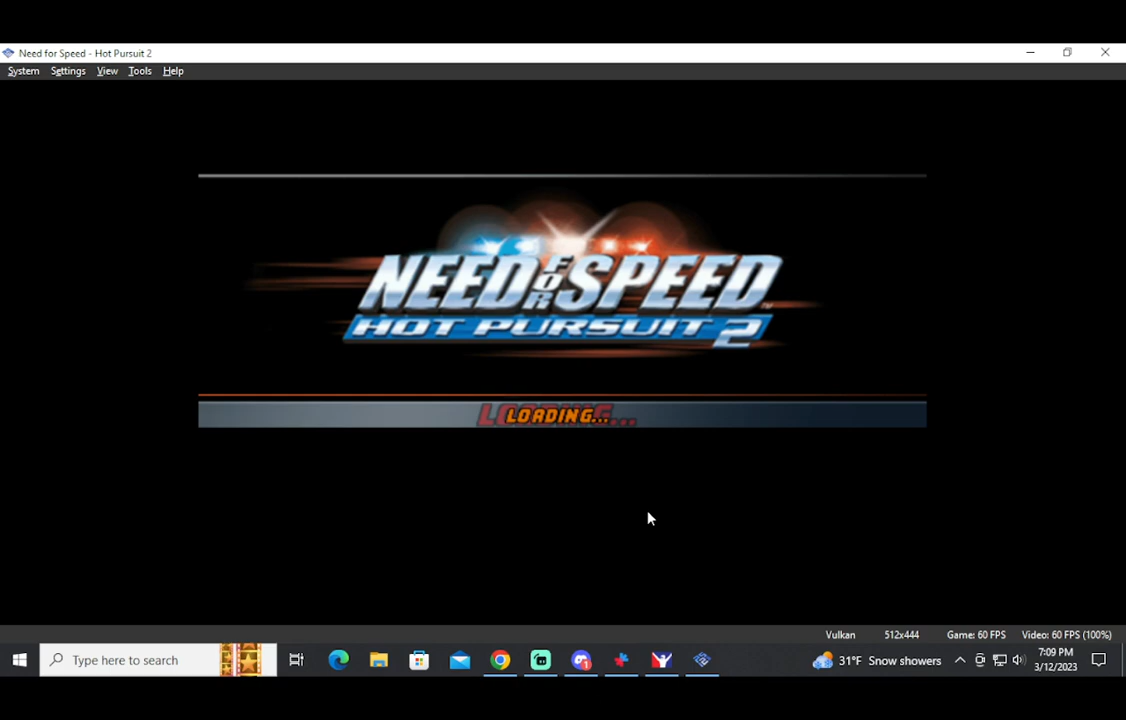 Need for Speed - Hot Pursuit 2
System Settings View Tools Help
NEED FOR SPEED™
HOT PURSUIT 2
LOADING...
Vulkan 512x444 Game: 60 FPS Video: 60 FPS (100%)
Type here to search
31°F Snow showers
7:09 PM
3/12/2023